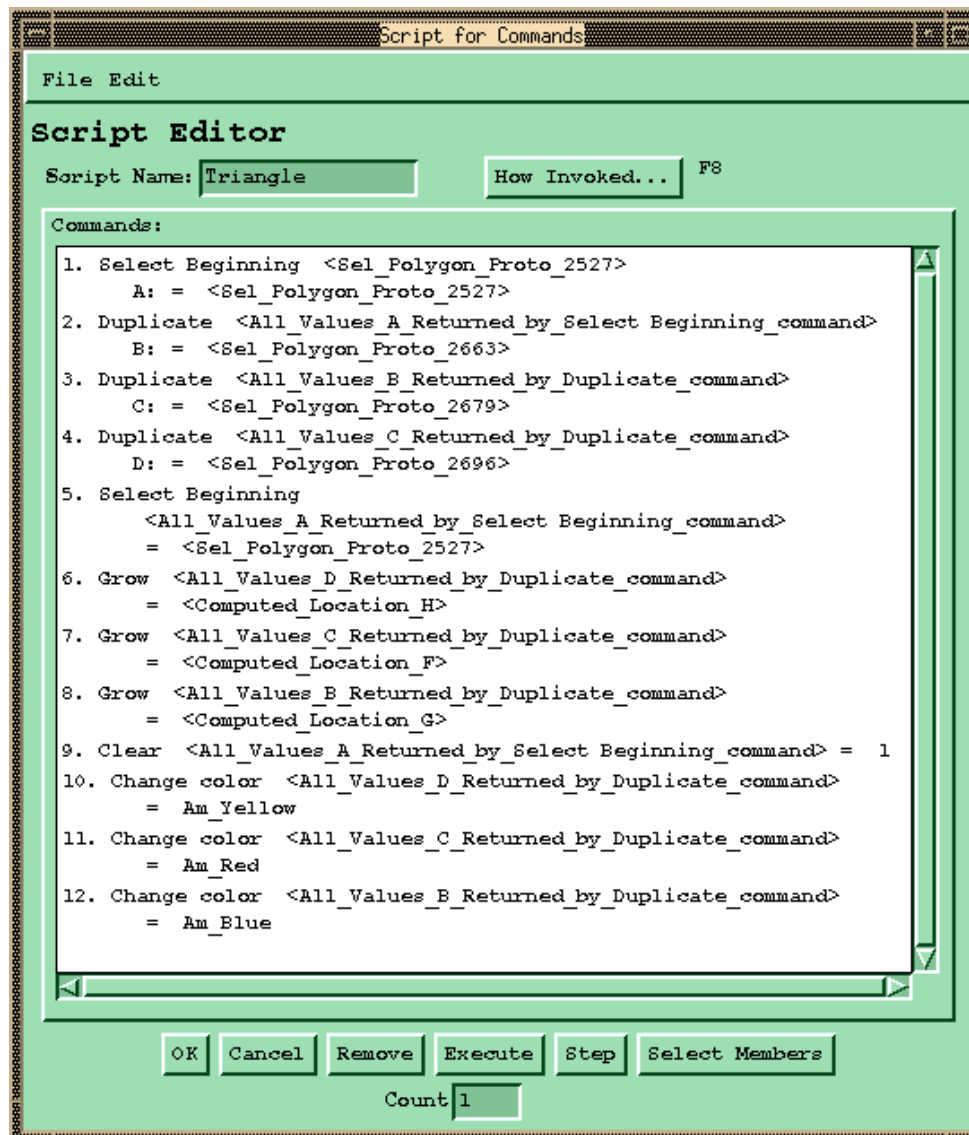 Script for Commands
File Edit
Script Editor
Script Name: Triangle How Invoked... F8
Commands:
1. Select Beginning <Sel_Polygon_Proto_2527>
A: = <Sel_Polygon_Proto_2527>
2. Duplicate <All_Values_A_Returned_by_Select Beginning_command>
B: = <Sel_Polygon_Proto_2663>
3. Duplicate <All_Values_B_Returned_by_Duplicate_command>
C: = <Sel_Polygon_Proto_2679>
4. Duplicate <All_Values_C_Returned_by_Duplicate_command>
D: = <Sel_Polygon_Proto_2696>
5. Select Beginning
<All_Values_A_Returned_by_Select Beginning_command>
= <Sel_Polygon_Proto_2527>
6. Grow <All_Values_D_Returned_by_Duplicate_command>
= <Computed_Location_H>
7. Grow <All_Values_C_Returned_by_Duplicate_command>
= <Computed_Location_F>
8. Grow <All_Values_B_Returned_by_Duplicate_command>
= <Computed_Location_G>
9. Clear <All_Values_A_Returned_by_Select Beginning_command> = 1
10. Change color <All_Values_D_Returned_by_Duplicate_command>
= Am_Yellow
11. Change color <All_Values_C_Returned_by_Duplicate_command>
= Am_Red
12. Change color <All_Values_B_Returned_by_Duplicate_command>
= Am_Blue
OK Cancel Remove Execute Step Select Members
Count 1